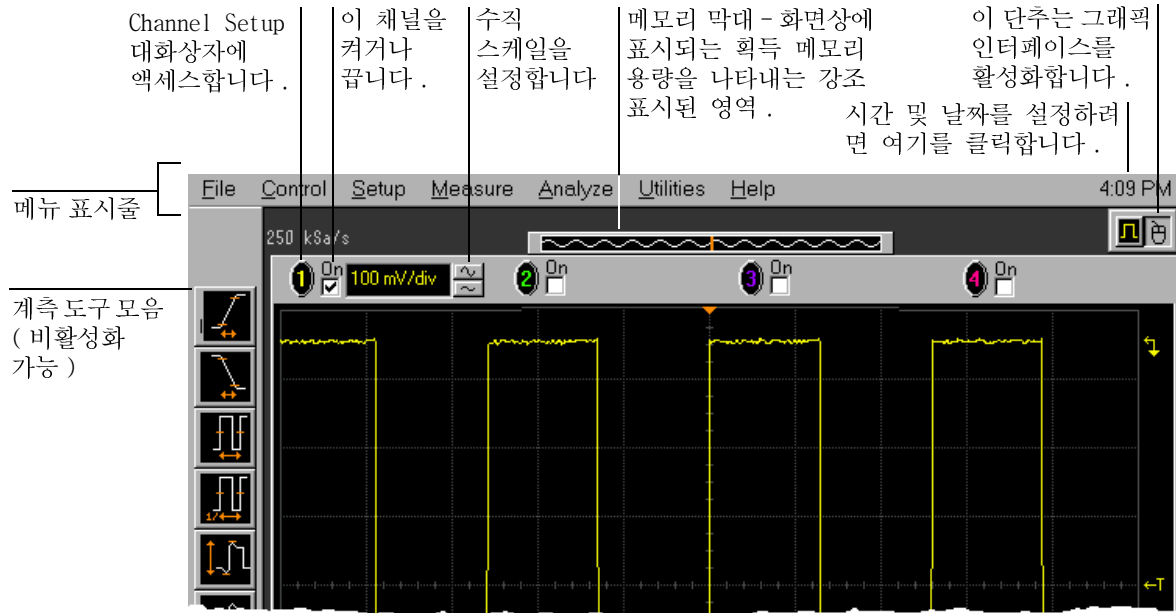 Channel Setup
대화상자에
액세스합니다 .
이 채널을
켜거나
끕니다 .
수직
스케일을
설정합니다
메모리 막대 - 화면상에
표시되는 획득 메모리
용량을 나타내는 강조
표시된 영역 .
이 단추는 그래픽
인터페이스를
활성화합니다 .
시간 및 날짜를 설정하려
면 여기를 클릭합니다 .
메뉴 표시줄
File Control Setup Measure Analyze Utilities Help 4:09 PM
250 kSa/s
1 On 100 mV/div 2 On 3 On 4 On
계측 도구 모음
( 비활성화
가능 )
1/
T